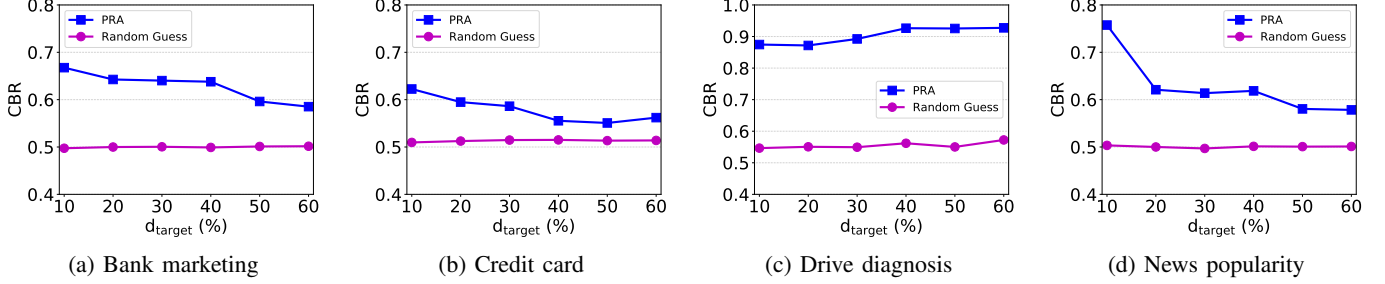 0.8
0.7
0.6
0.5
0.4
CBR
PRA
Random Guess
10 20 30 40 50 60
d_target (%)
(a) Bank marketing
0.8
0.7
0.6
0.5
0.4
CBR
PRA
Random Guess
10 20 30 40 50 60
d_target (%)
(b) Credit card
1.0
0.9
0.8
0.7
0.6
0.5
0.4
CBR
PRA
Random Guess
10 20 30 40 50 60
d_target (%)
(c) Drive diagnosis
0.8
0.7
0.6
0.5
0.4
CBR
PRA
Random Guess
10 20 30 40 50 60
d_target (%)
(d) News popularity